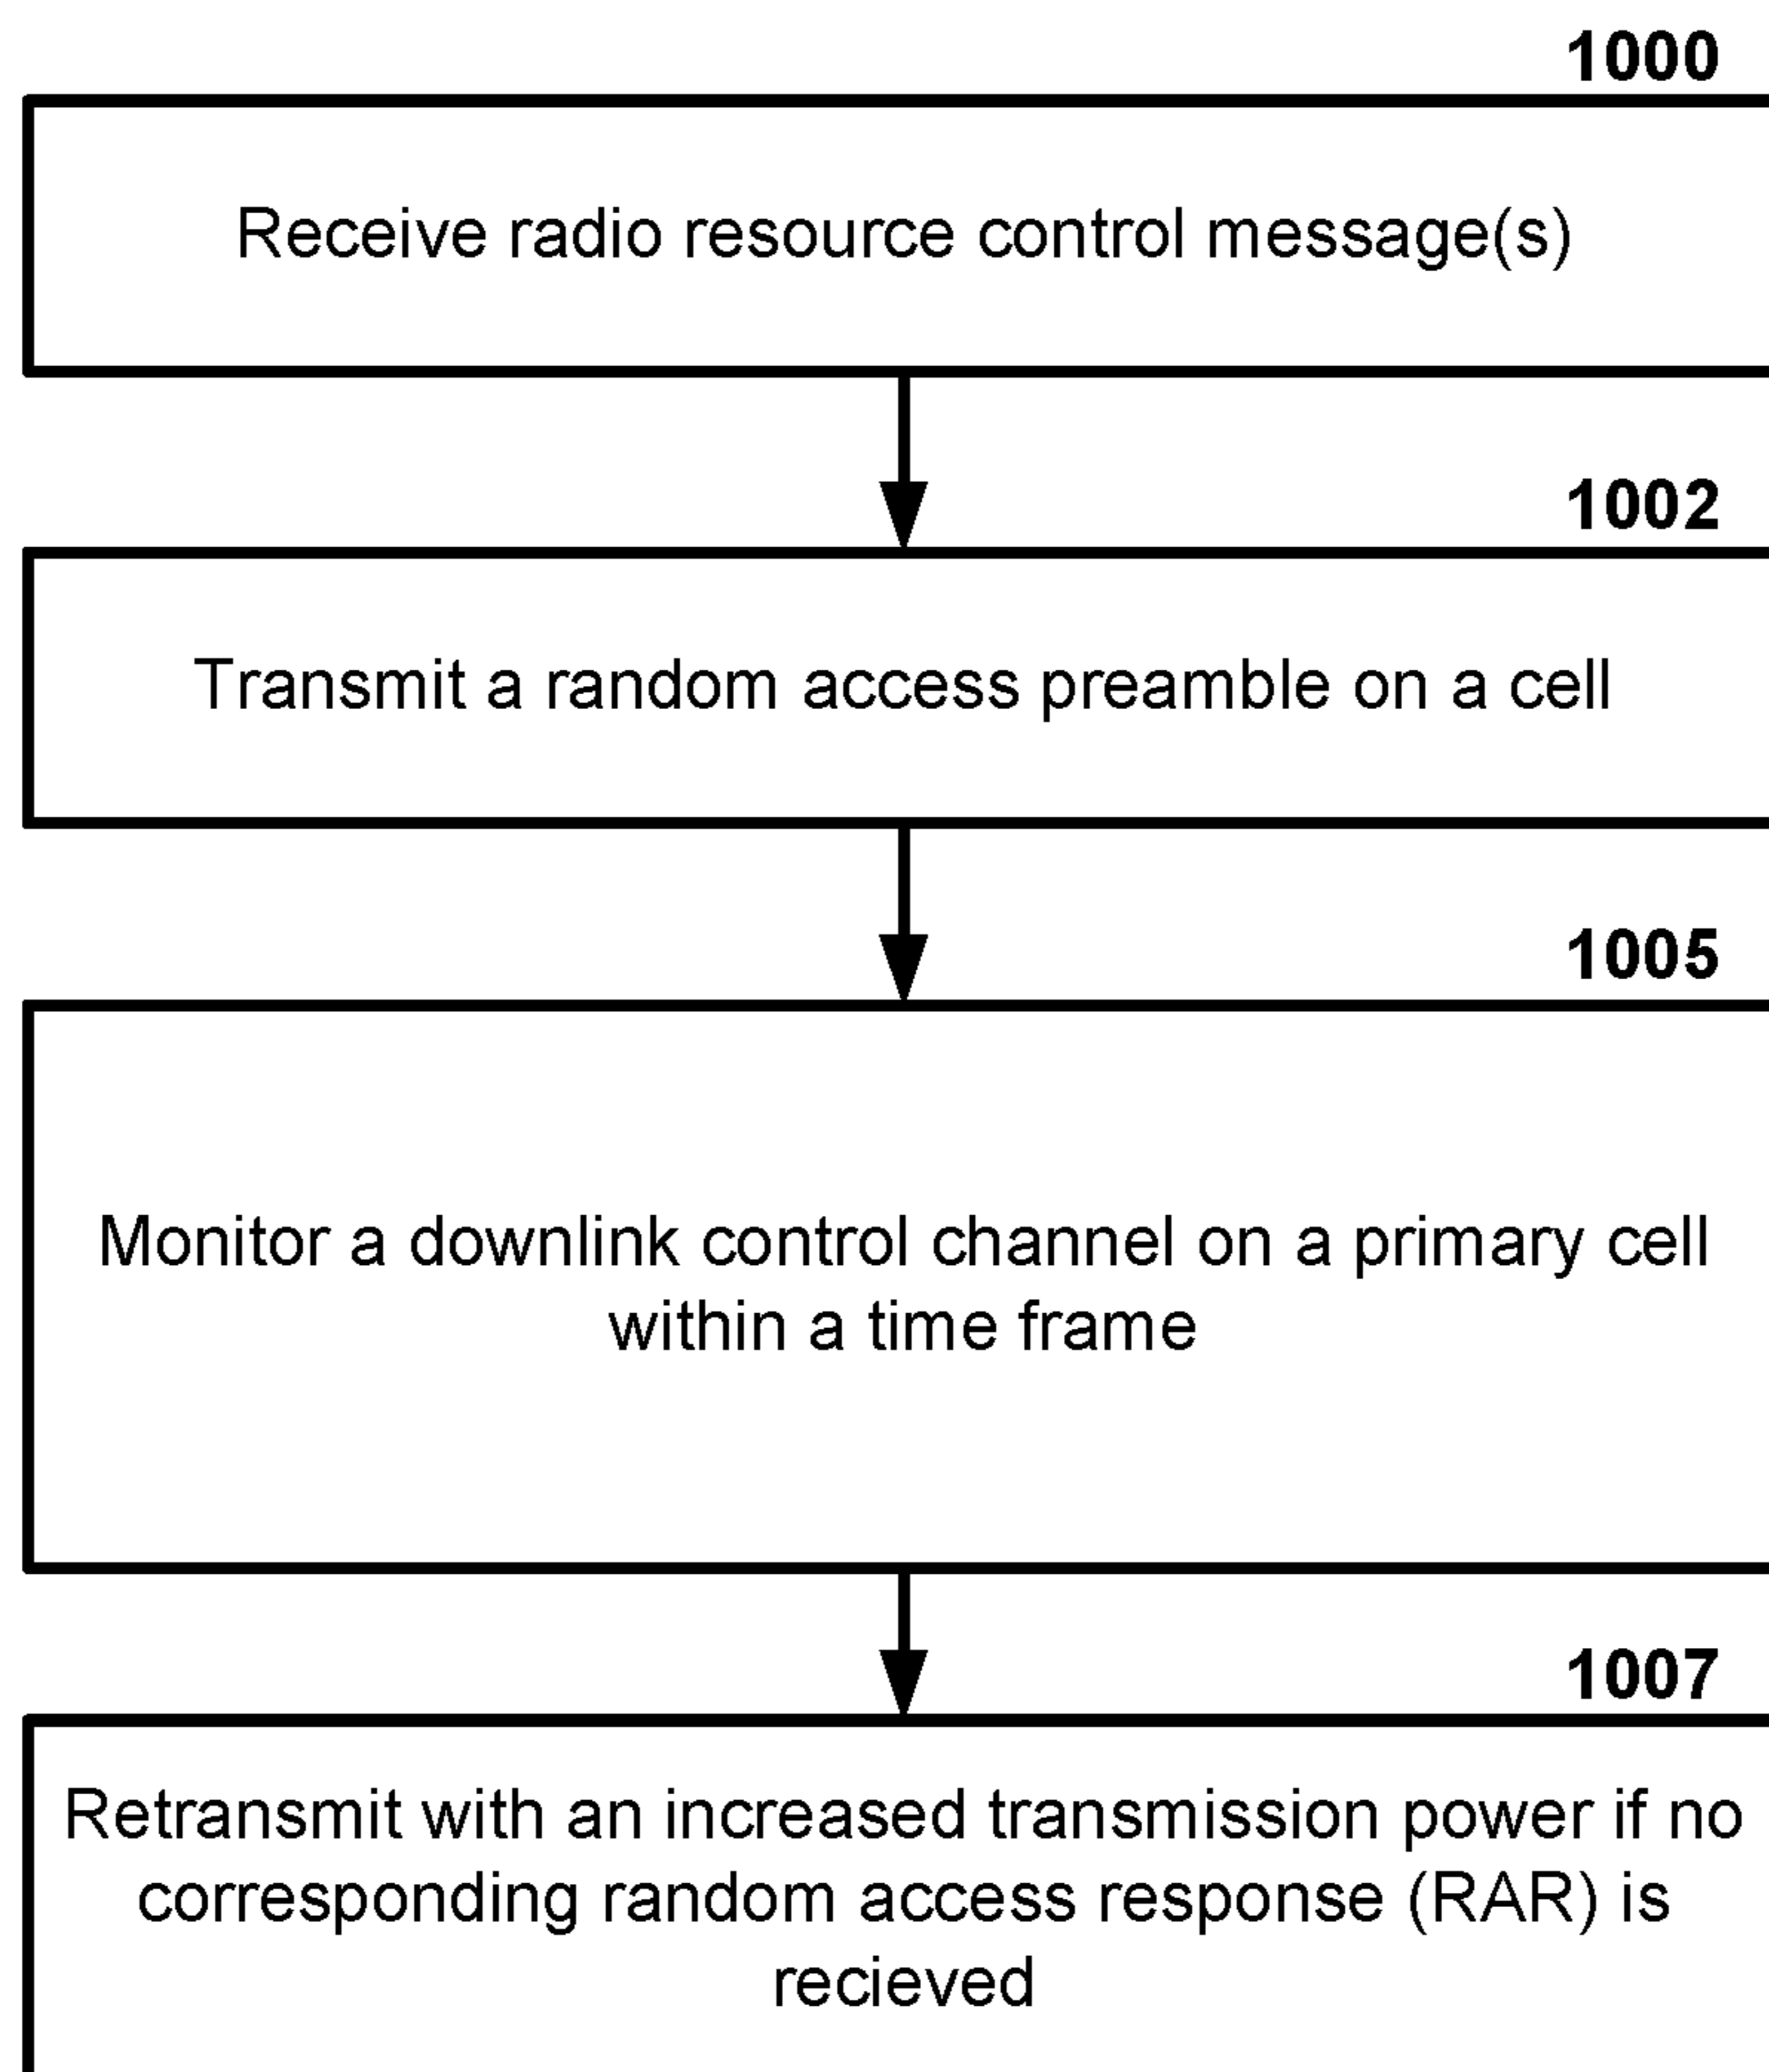 1000
Receive radio resource control message(s)
1002
Transmit a random access preamble on a cell
1005
Monitor a downlink control channel on a primary cell
within a time frame
1007
Retransmit with an increased transmission power if no
corresponding random access response (RAR) is
recieved